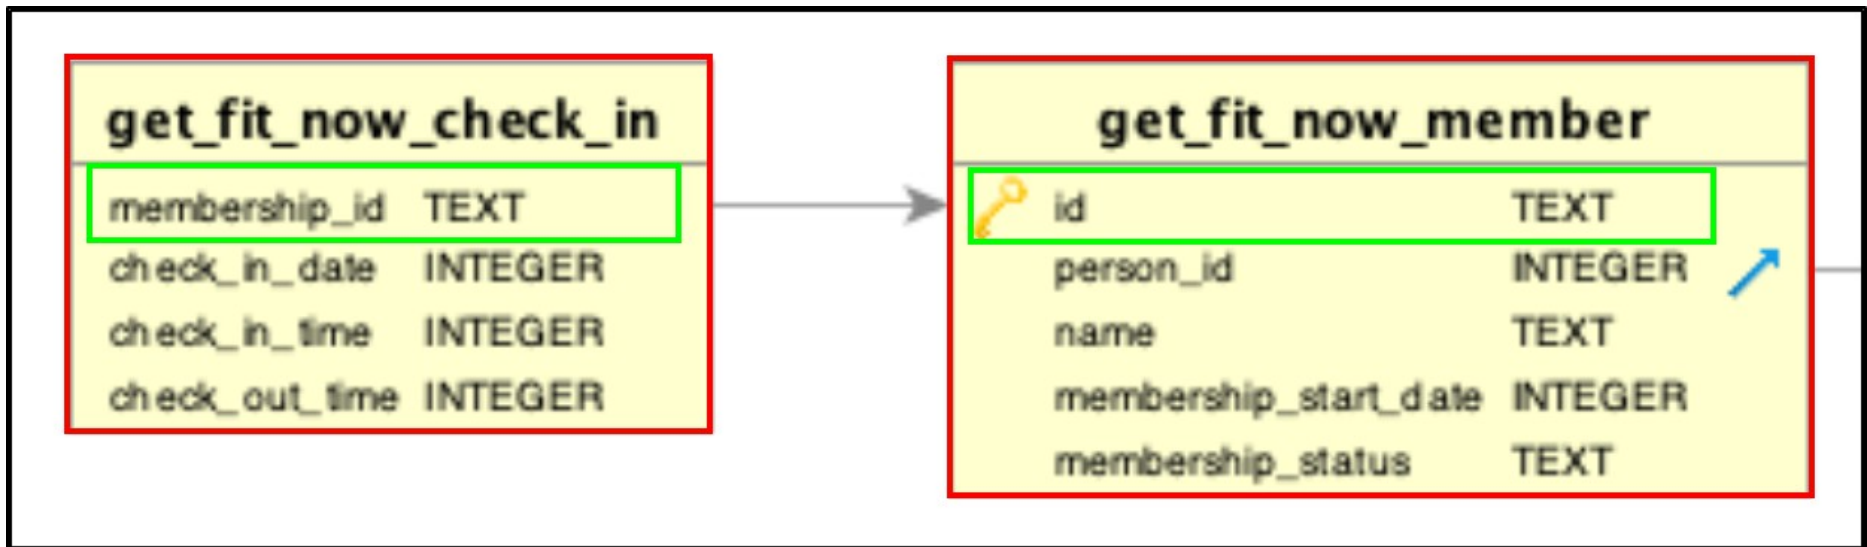 get_fit_now_check_in
membership_id TEXT
check_in_date INTEGER
check_in_time INTEGER
check_out_time INTEGER
get_fit_now_member
id TEXT
person_id INTEGER
name TEXT
membership_start_date INTEGER
membership_status TEXT